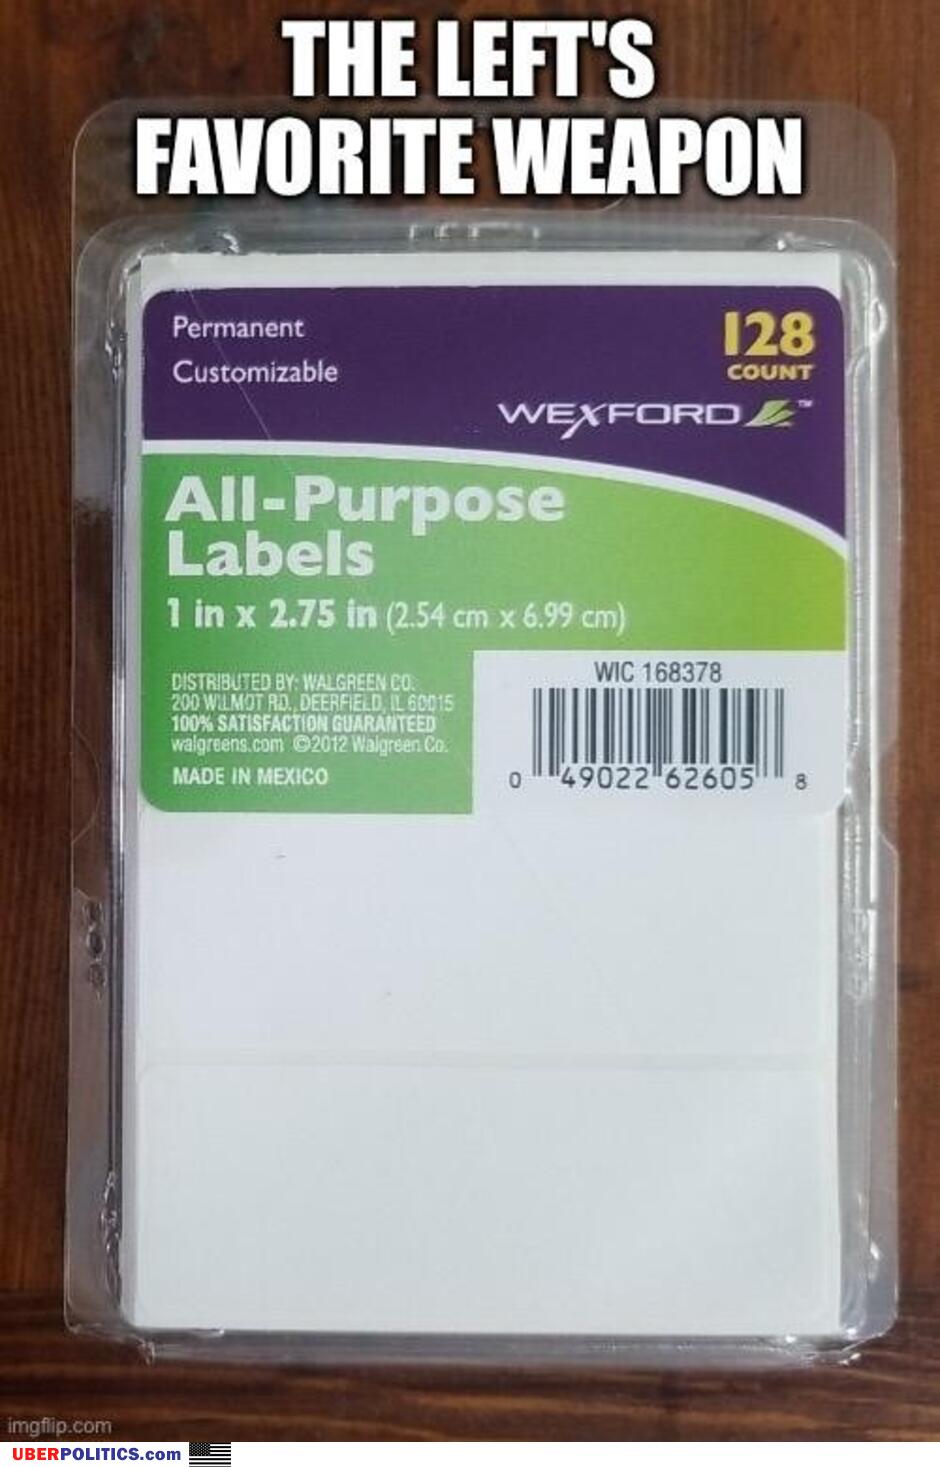 THE LEFT'S
FAVORITE WEAPON
Permanent
Customizable
128
COUNT
WEXFORD™
All-Purpose
Labels
1 in x 2.75 in (2.54 cm x 6.99 cm)
DISTRIBUTED BY: WALGREEN CO.
200 WILMOT RD., DEERFIELD, IL 60015
100% SATISFACTION GUARANTEED
walgreens.com ©2012 Walgreen Co.
MADE IN MEXICO
WIC 168378
0 49022 62605 8
imgflip.com
UBERPOLITICS.com